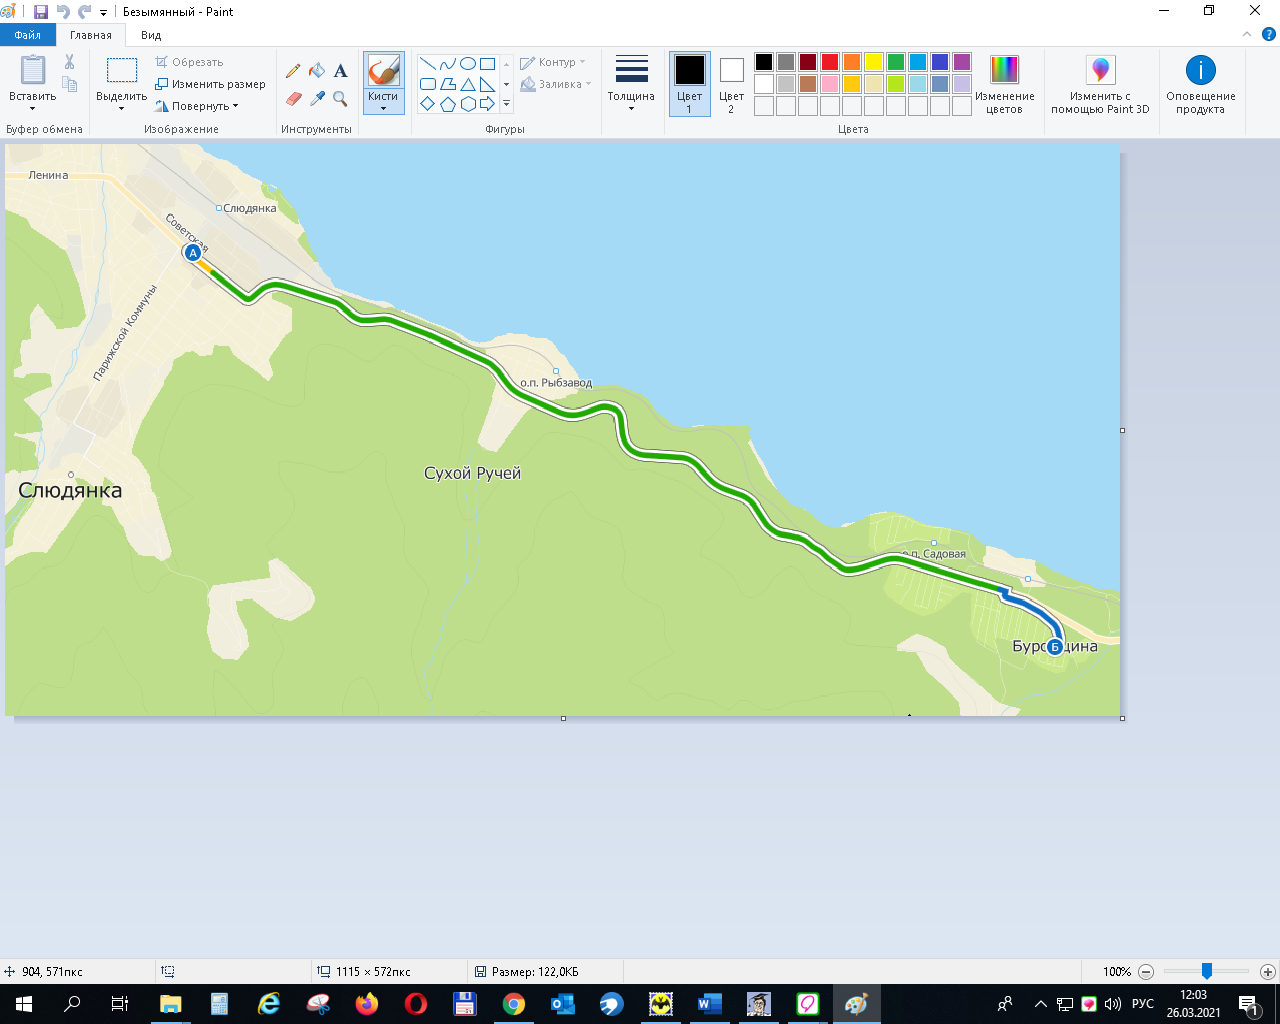 Безымянный - Paint
Файл
Главная
Вид
Вставить
Выделить
Обрезать
Изменить размер
Повернуть
A
Кисти
Контур
Заливка
Толщина
Цвет
1
Цвет
2
Изменение
цветов
Изменить с
помощью Paint 3D
Оповещение
продукта
Буфер обмена
Изображение
Инструменты
Фигуры
Цвета
Ленина
Слюдянка
Советская
А
Парижской Коммуны
о.п. Рыбзавод
Сухой Ручей
Слюдянка
о.п. Садовая
Б
904, 571пкс
1115 × 572пкс
Размер: 122,0КБ
100%
РУС
12:03
26.03.2021
1